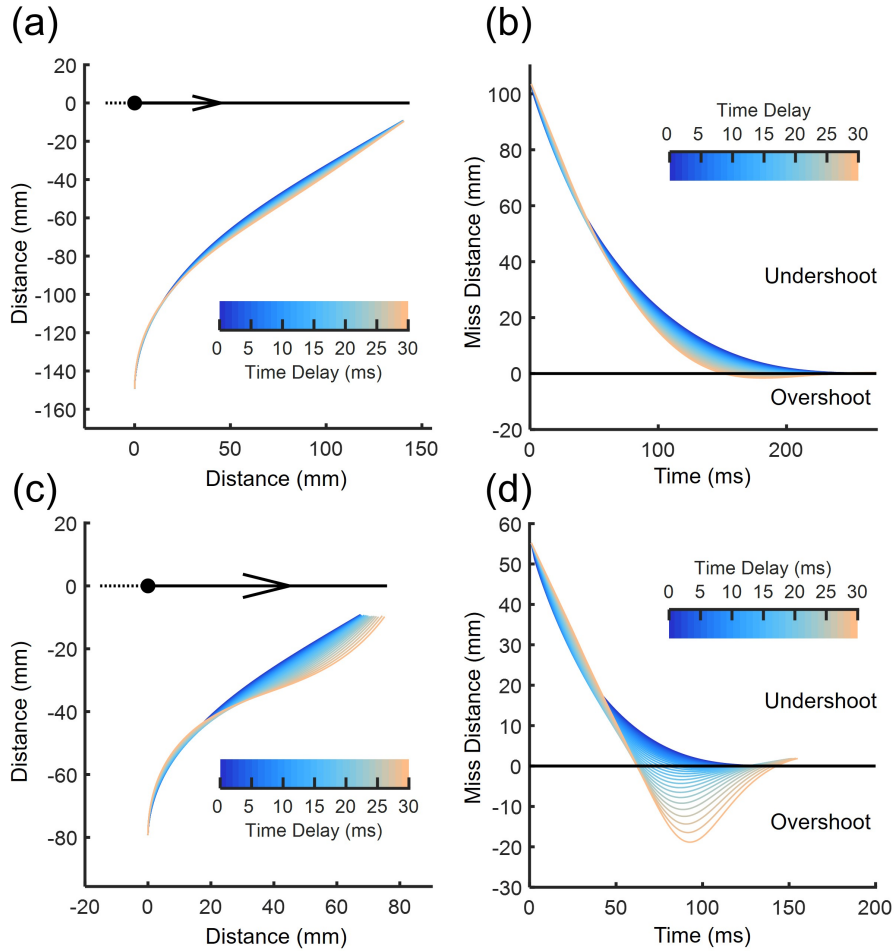 (a)
20
0
-20
-40
-60
-80
-100
-120
-140
-160
Distance (mm)
0 5 10 15 20 25 30
Time Delay (ms)
0 50 100 150
Distance (mm)
(b)
100
80
60
40
20
0
-20
Miss Distance (mm)
Time Delay
0 5 10 15 20 25 30
Undershoot
Overshoot
0 100 200
Time (ms)
(c)
20
0
-20
-40
-60
-80
Distance (mm)
0 5 10 15 20 25 30
Time Delay (ms)
-20 0 20 40 60 80
Distance (mm)
(d)
60
50
40
30
20
10
0
-10
-20
-30
Miss Distance (mm)
Time Delay (ms)
0 5 10 15 20 25 30
Undershoot
Overshoot
0 50 100 150 200
Time (ms)